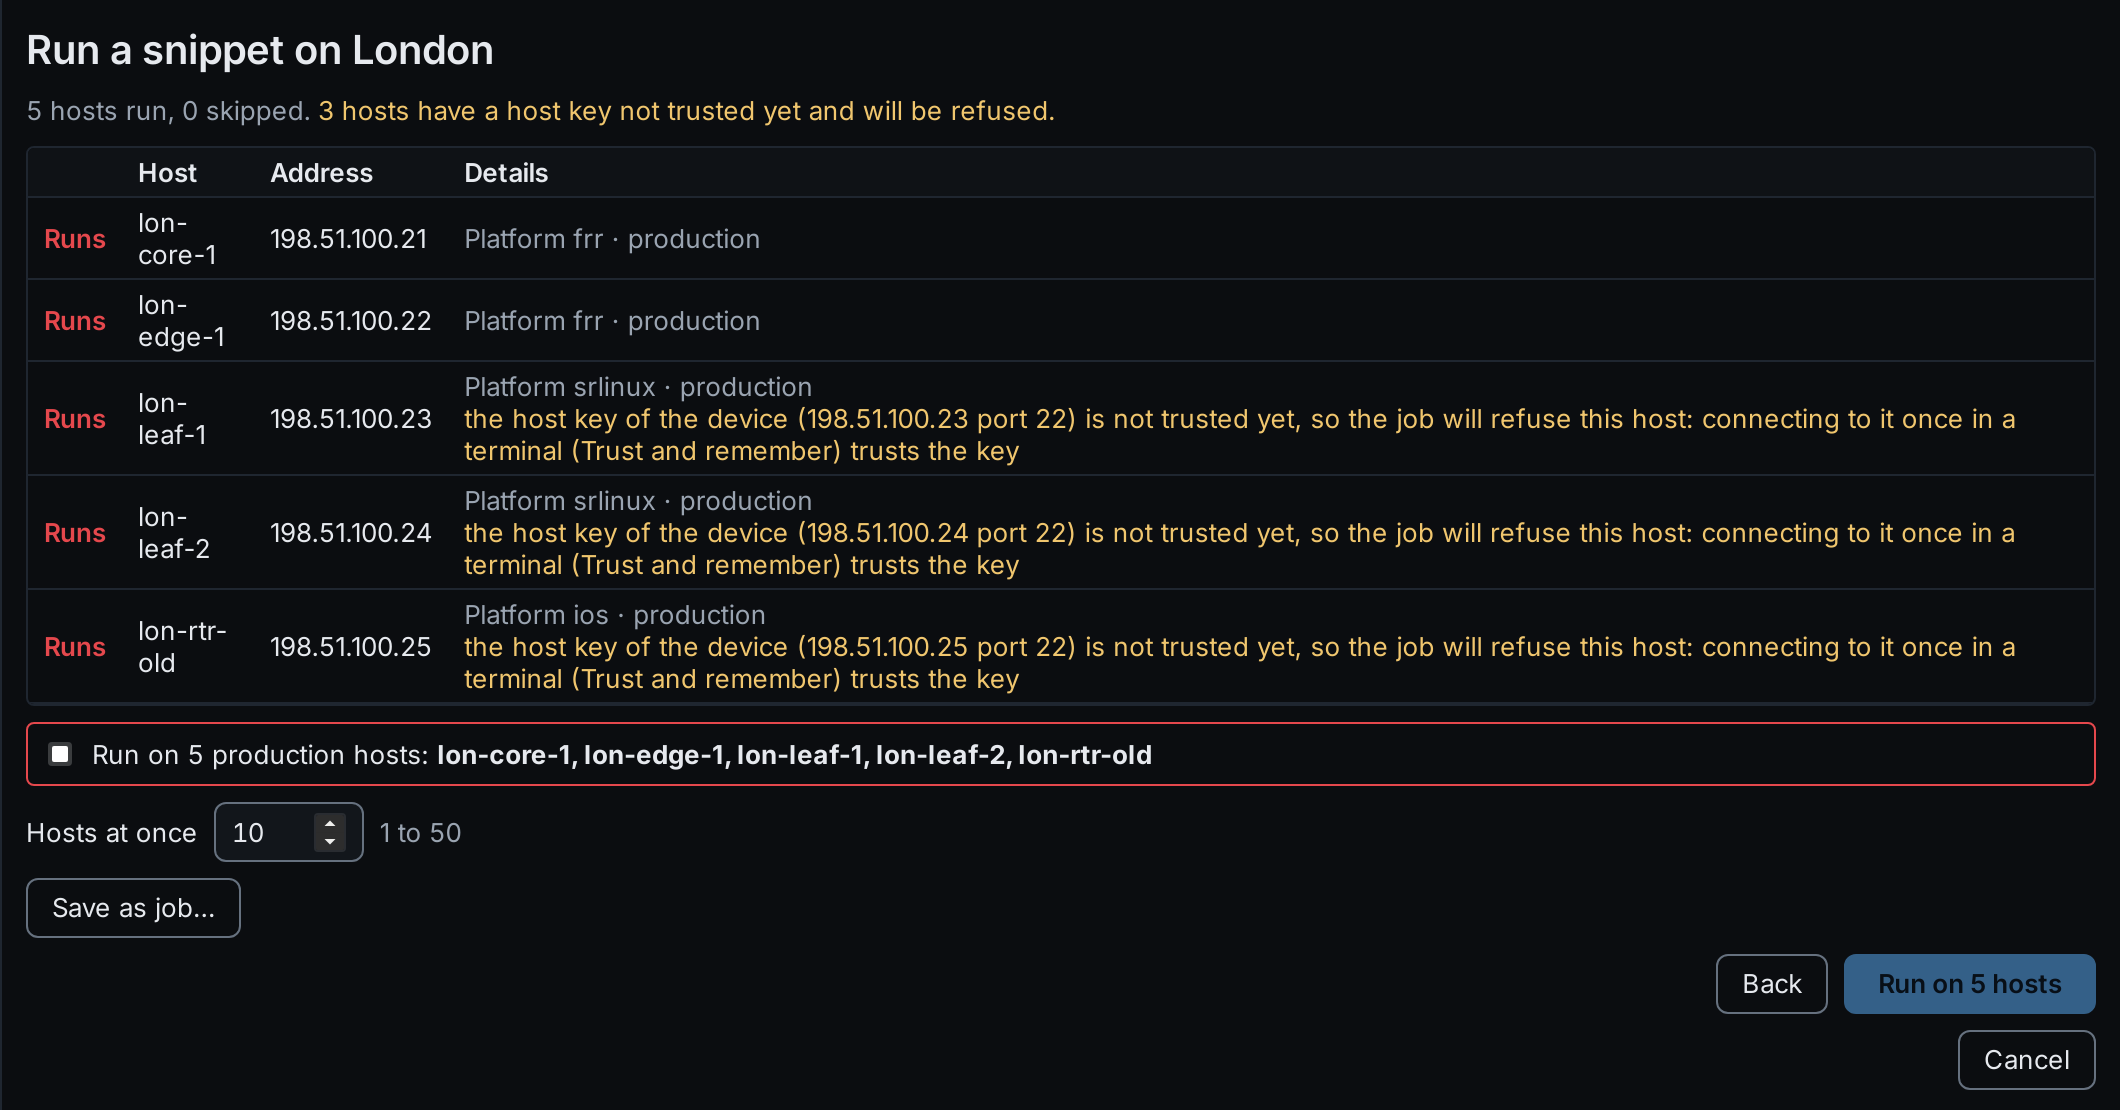 Run a snippet on London
5 hosts run, 0 skipped. 3 hosts have a host key not trusted yet and will be refused.
Host Address Details
Runs lon-core-1 198.51.100.21 Platform frr · production
Runs lon-edge-1 198.51.100.22 Platform frr · production
Runs lon-leaf-1 198.51.100.23 Platform srlinux · production
the host key of the device (198.51.100.23 port 22) is not trusted yet, so the job will refuse this host: connecting to it once in a
terminal (Trust and remember) trusts the key
Runs lon-leaf-2 198.51.100.24 Platform srlinux · production
the host key of the device (198.51.100.24 port 22) is not trusted yet, so the job will refuse this host: connecting to it once in a
terminal (Trust and remember) trusts the key
Runs lon-rtr-old 198.51.100.25 Platform ios · production
the host key of the device (198.51.100.25 port 22) is not trusted yet, so the job will refuse this host: connecting to it once in a
terminal (Trust and remember) trusts the key
Run on 5 production hosts: lon-core-1, lon-edge-1, lon-leaf-1, lon-leaf-2, lon-rtr-old
Hosts at once 10 1 to 50
Save as job...
Back Run on 5 hosts
Cancel